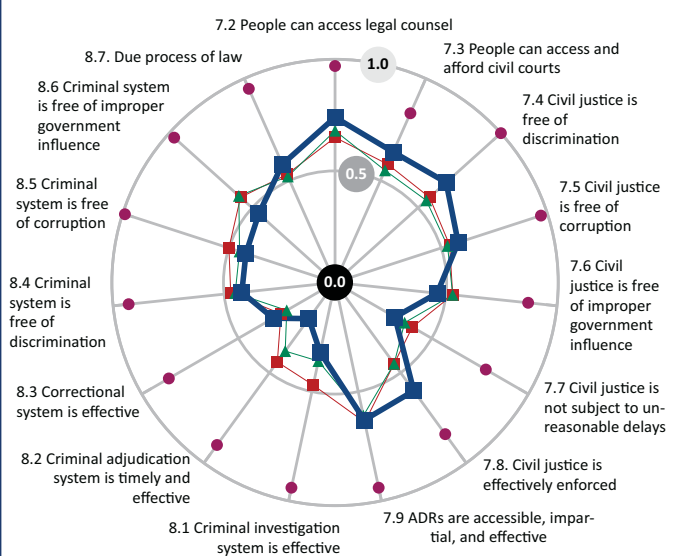 7.2 People can access legal counsel
1.0
7.3 People can access and
afford civil courts
7.4 Civil justice is
free of
discrimination
7.5 Civil justice
is free of
corruption
7.6 Civil
justice is free
of improper
government
influence
7.7 Civil justice is
not subject to un-
reasonable delays
7.8. Civil justice is
effectively enforced
7.9 ADRs are accessible, impar-
tial, and effective
8.1 Criminal investigation
system is effective
8.2 Criminal adjudication
system is timely and
effective
8.3 Correctional
system is effective
8.4 Criminal
system is
free of
discrimination
8.5 Criminal
system is free
of corruption
8.6 Criminal system
is free of improper
government
influence
8.7. Due process of law
0.5
0.0